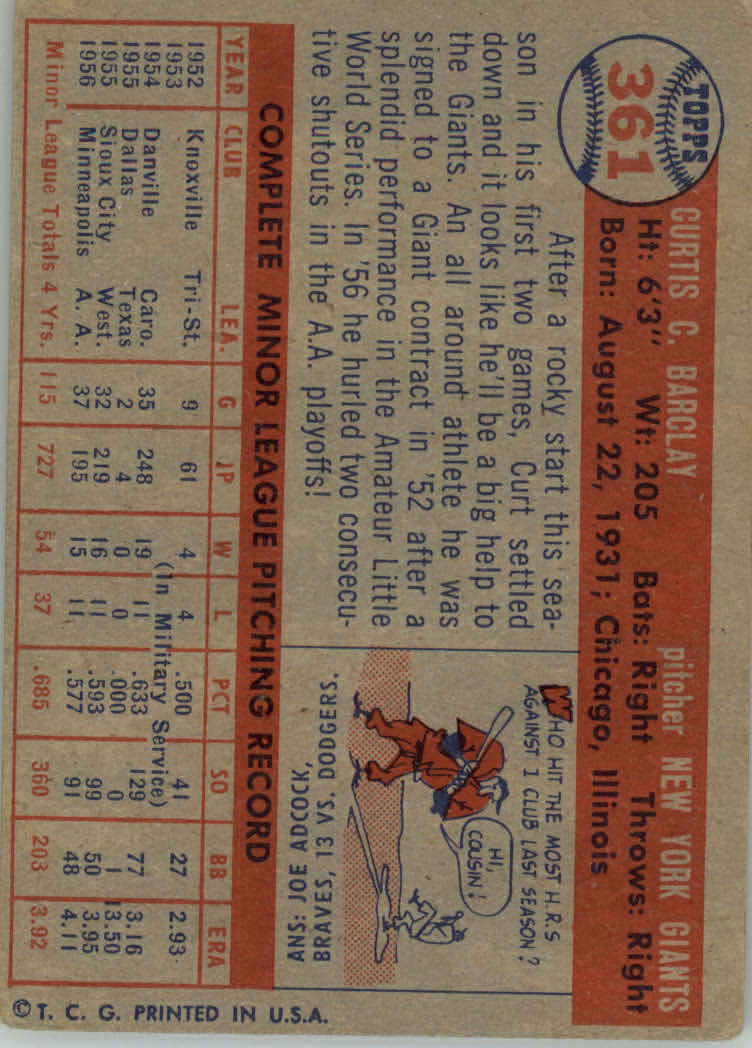 TOPPS
361
CURTIS C. BARCLAY pitcher NEW YORK GIANTS
Ht: 6'3" Wt: 205 Bats: Right Throws: Right
Born: August 22, 1931; Chicago, Illinois
After a rocky start this sea-
son in his first two games, Curt settled
down and it looks like he'll be a big help to
the Giants. An all around athlete he was
signed to a Giant contract in '52 after a
splendid performance in the Amateur Little
World Series. In '56 he hurled two consecu-
tive shutouts in the A.A. playoffs!
WHO HIT THE MOST H.R.S
AGAINST 1 CLUB LAST SEASON?
HI,
COUSIN!
ANS: JOE ADCOCK,
BRAVES, 13 VS. DODGERS.
COMPLETE MINOR LEAGUE PITCHING RECORD
YEAR CLUB LEA. G IP W L PCT SO BB ERA
1952 Knoxville Tri-St. 9 61 4 4 .500 41 27 2.93
1953 (In Military Service)
1954 Danville Caro. 35 248 19 11 .633 129 77 3.16
1955 Dallas Texas 2 4 0 0 .000 0 1 13.50
1955 Sioux City West. 32 219 16 11 .593 99 50 3.95
1956 Minneapolis A. A. 37 195 15 11 .577 91 48 4.11
Minor League Totals 4 Yrs. 115 727 54 37 .685 360 203 3.92
© T. C. G. PRINTED IN U.S.A.